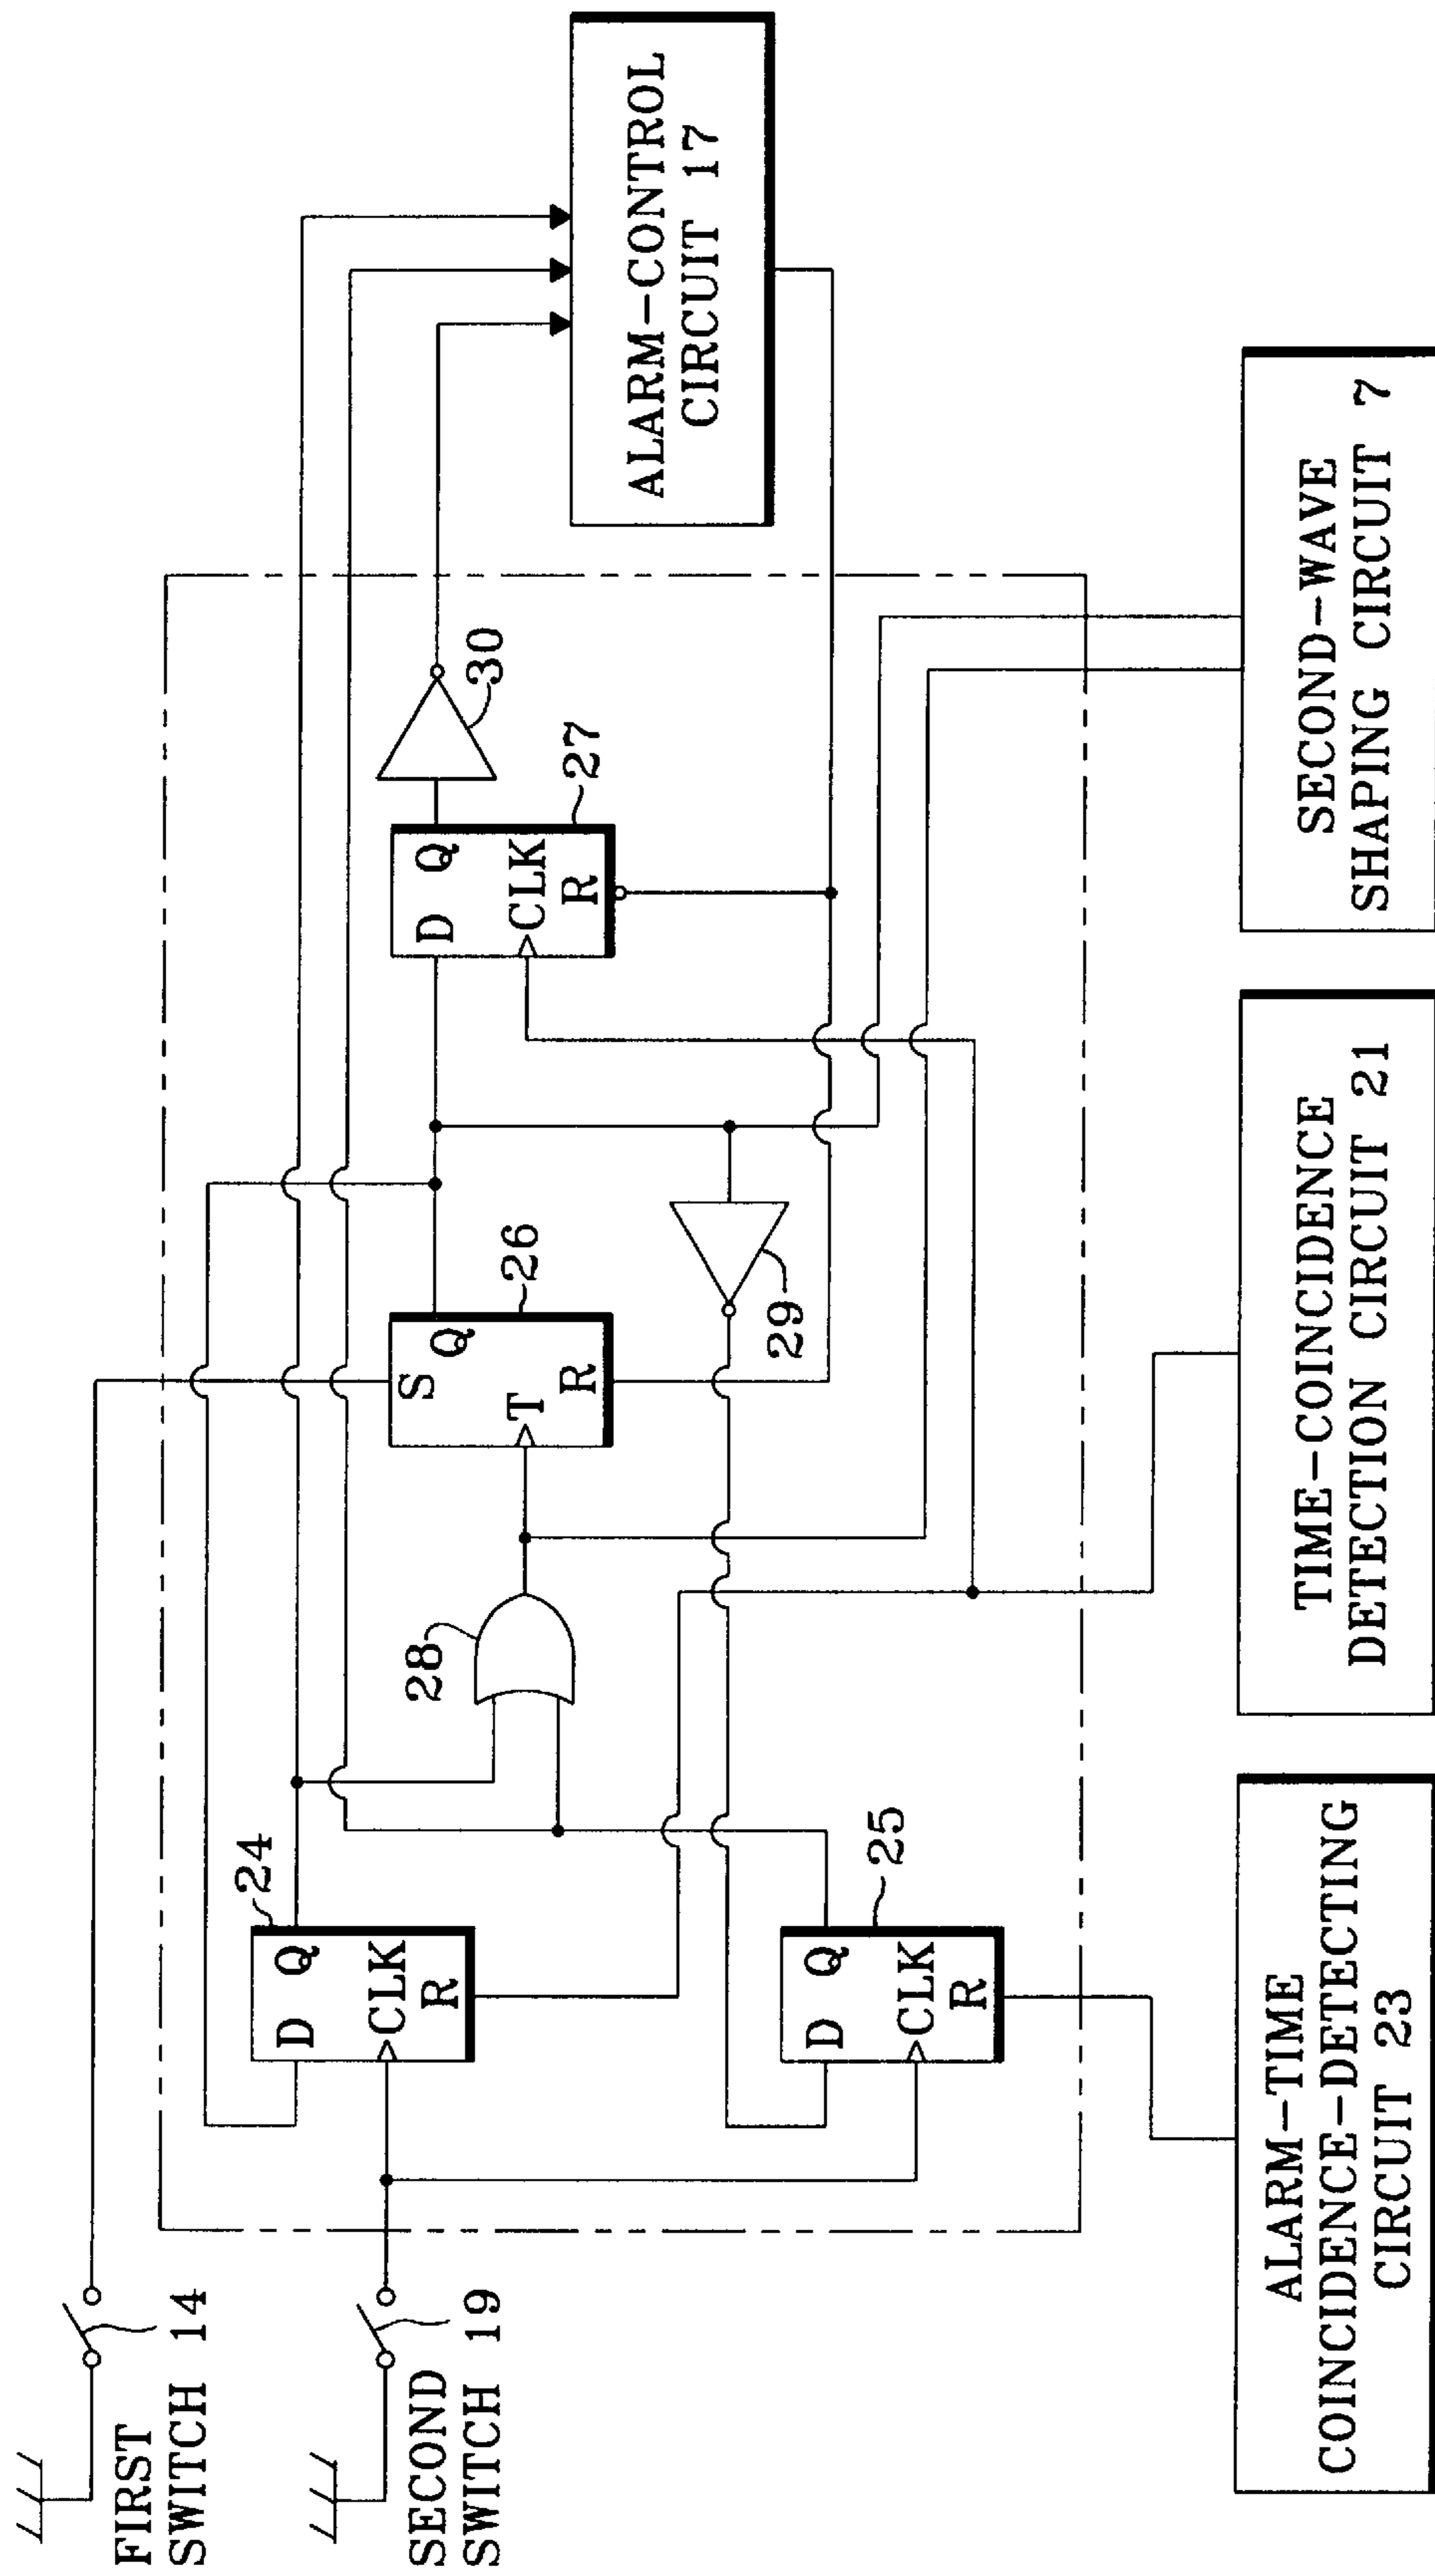 FIRST
SWITCH 14
SECOND
SWITCH 19
24
D Q
CLK
R
25
D Q
CLK
R
28
26
S
Q
T
R
29
27
D Q
CLK
R
30
ALARM-CONTROL
CIRCUIT 17
ALARM-TIME
COINCIDENCE-DETECTING
CIRCUIT 23
TIME-COINCIDENCE
DETECTION CIRCUIT 21
SECOND-WAVE
SHAPING CIRCUIT 7